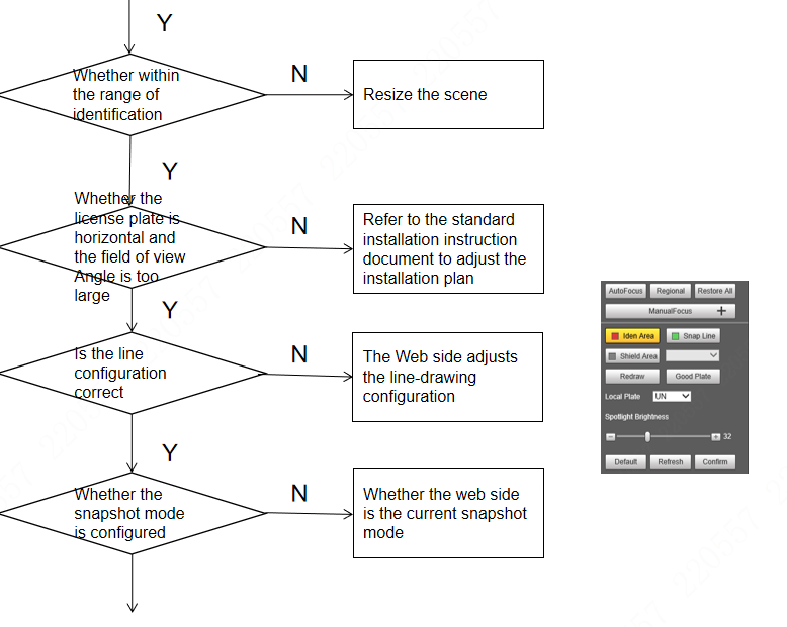 Y
Whether within
the range of
identification
N
Resize the scene
Y
Whether the
license plate is
horizontal and
the field of view
Angle is too
large
N
Refer to the standard
installation instruction
document to adjust the
installation plan
Y
Is the line
configuration
correct
N
The Web side adjusts
the line-drawing
configuration
Y
Whether the
snapshot mode
is configured
N
Whether the web side
is the current snapshot
mode
AutoFocus Regional Restore All
ManualFocus +
Iden Area Snap Line
Shield Area
Redraw Good Plate
Local Plate IUN
Spotlight Brightness
32
Default Refresh Confirm
220537